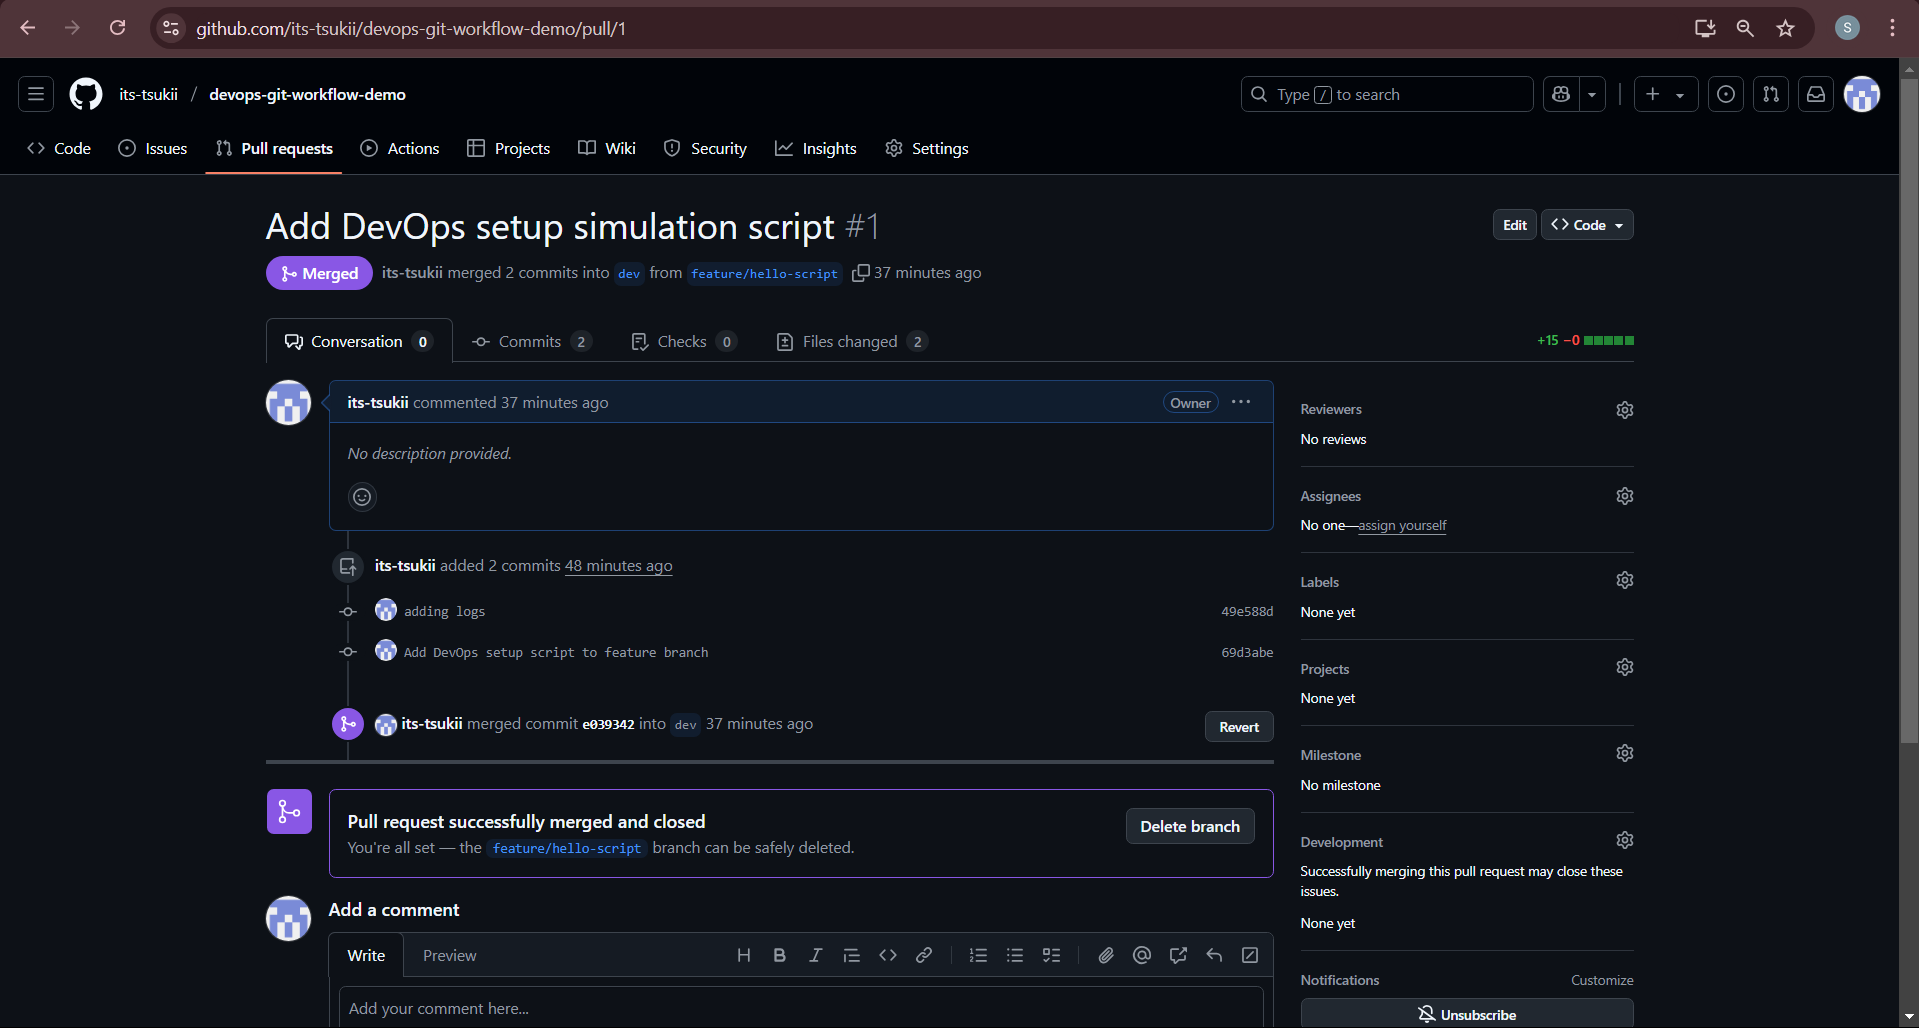 github.com/its-tsukii/devops-git-workflow-demo/pull/1
S
its-tsukii / devops-git-workflow-demo
Type / to search
Code
Issues
Pull requests
Actions
Projects
Wiki
Security
Insights
Settings
Add DevOps setup simulation script #1
Edit
Code
Merged
its-tsukii merged 2 commits into dev from feature/hello-script 37 minutes ago
Conversation 0
Commits 2
Checks 0
Files changed 2
+15 −0
its-tsukii commented 37 minutes ago
Owner
No description provided.
its-tsukii added 2 commits 48 minutes ago
adding logs 49e588d
Add DevOps setup script to feature branch 69d3abe
its-tsukii merged commit e039342 into dev 37 minutes ago
Revert
Pull request successfully merged and closed
You're all set — the feature/hello-script branch can be safely deleted.
Delete branch
Add a comment
Write
Preview
Add your comment here...
Reviewers
No reviews
Assignees
No one—assign yourself
Labels
None yet
Projects
None yet
Milestone
No milestone
Development
Successfully merging this pull request may close these
issues.
None yet
Notifications
Customize
Unsubscribe